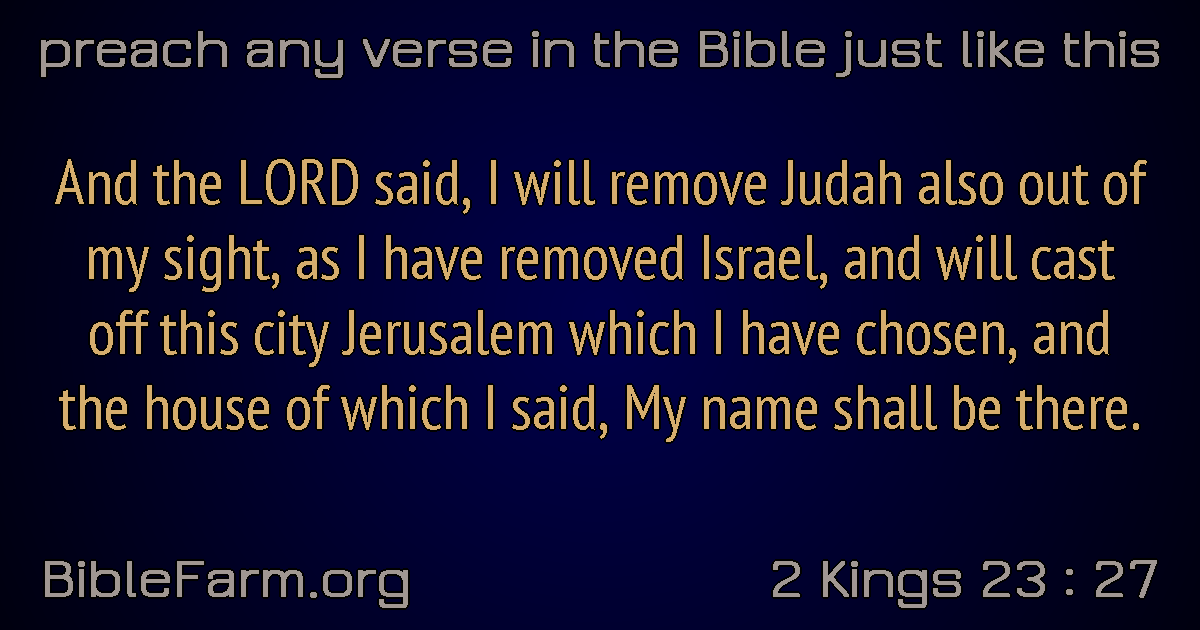 preach any verse in the Bible just like this
And the LORD said, I will remove Judah also out of
my sight, as I have removed Israel, and will cast
off this city Jerusalem which I have chosen, and
the house of which I said, My name shall be there.
BibleFarm.org
2 Kings 23 : 27